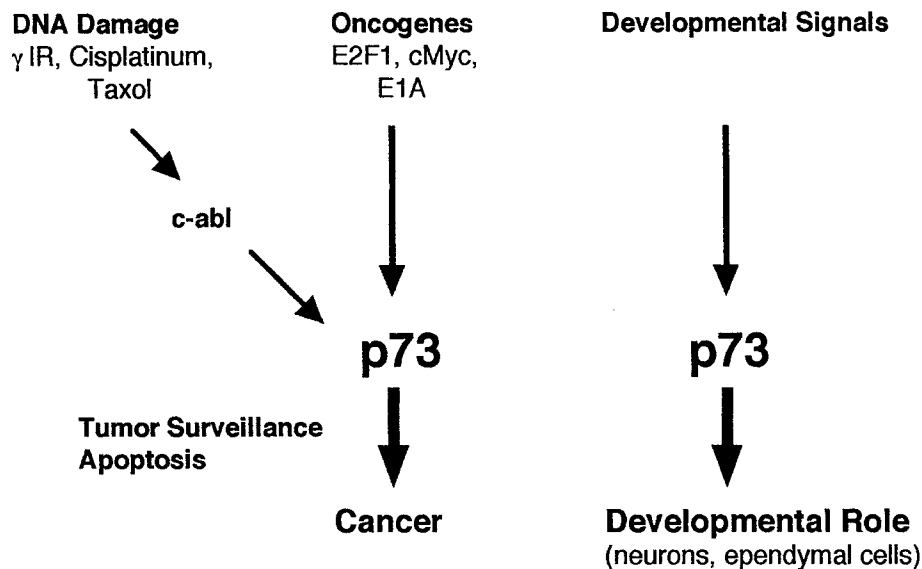 DNA Damage
γ IR, Cisplatinum,
Taxol
Oncogenes
E2F1, cMyc,
E1A
Developmental Signals
c-abl
p73
p73
Tumor Surveillance
Apoptosis
Cancer
Developmental Role
(neurons, ependymal cells)